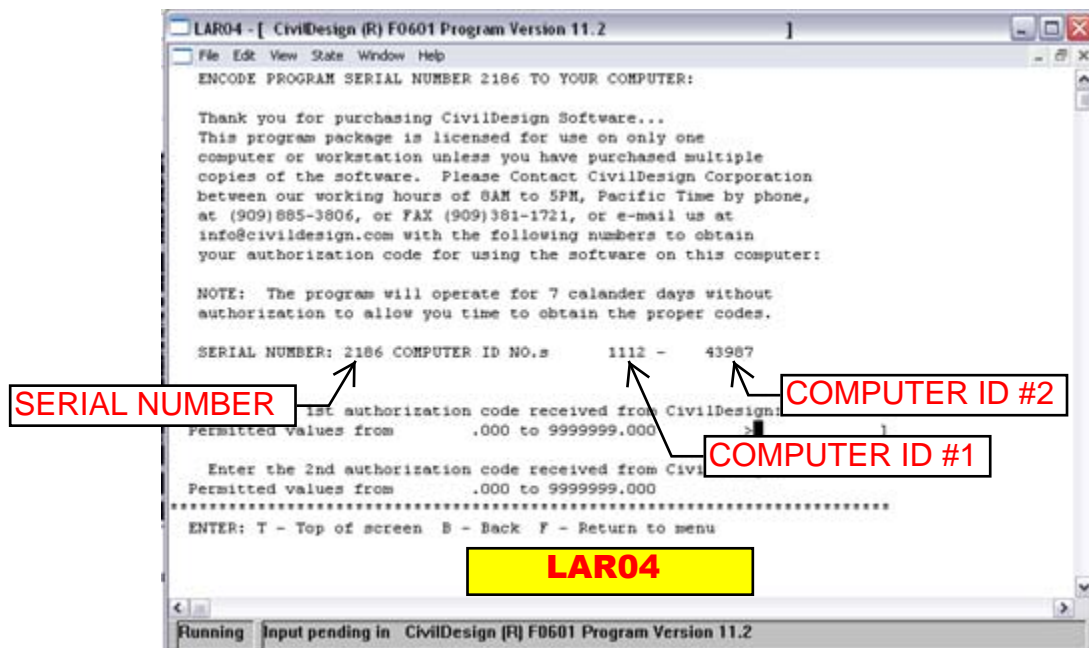 LAR04 - [ CivilDesign (R) F0601 Program Version 11.2 ]
File Edit View State Window Help
ENCODE PROGRAM SERIAL NUMBER 2186 TO YOUR COMPUTER:
Thank you for purchasing CivilDesign Software...
This program package is licensed for use on only one
computer or workstation unless you have purchased multiple
copies of the software. Please Contact CivilDesign Corporation
between our working hours of 8AM to 5PM, Pacific Time by phone,
at (909)885-3806, or FAX (909)381-1721, or e-mail us at
info@civildesign.com with the following numbers to obtain
your authorization code for using the software on this computer:
NOTE: The program will operate for 7 calander days without
authorization to allow you time to obtain the proper codes.
SERIAL NUMBER: 2186 COMPUTER ID NO.s 1112 - 43987
SERIAL NUMBER
COMPUTER ID #2
1st authorization code received from CivilDesign:
Permitted values from .000 to 9999999.000 > ]
COMPUTER ID #1
Enter the 2nd authorization code received from
Permitted values from .000 to 9999999.000
********************************************************************************
ENTER: T - Top of screen B - Back F - Return to menu
LAR04
Running Input pending in CivilDesign (R) F0601 Program Version 11.2